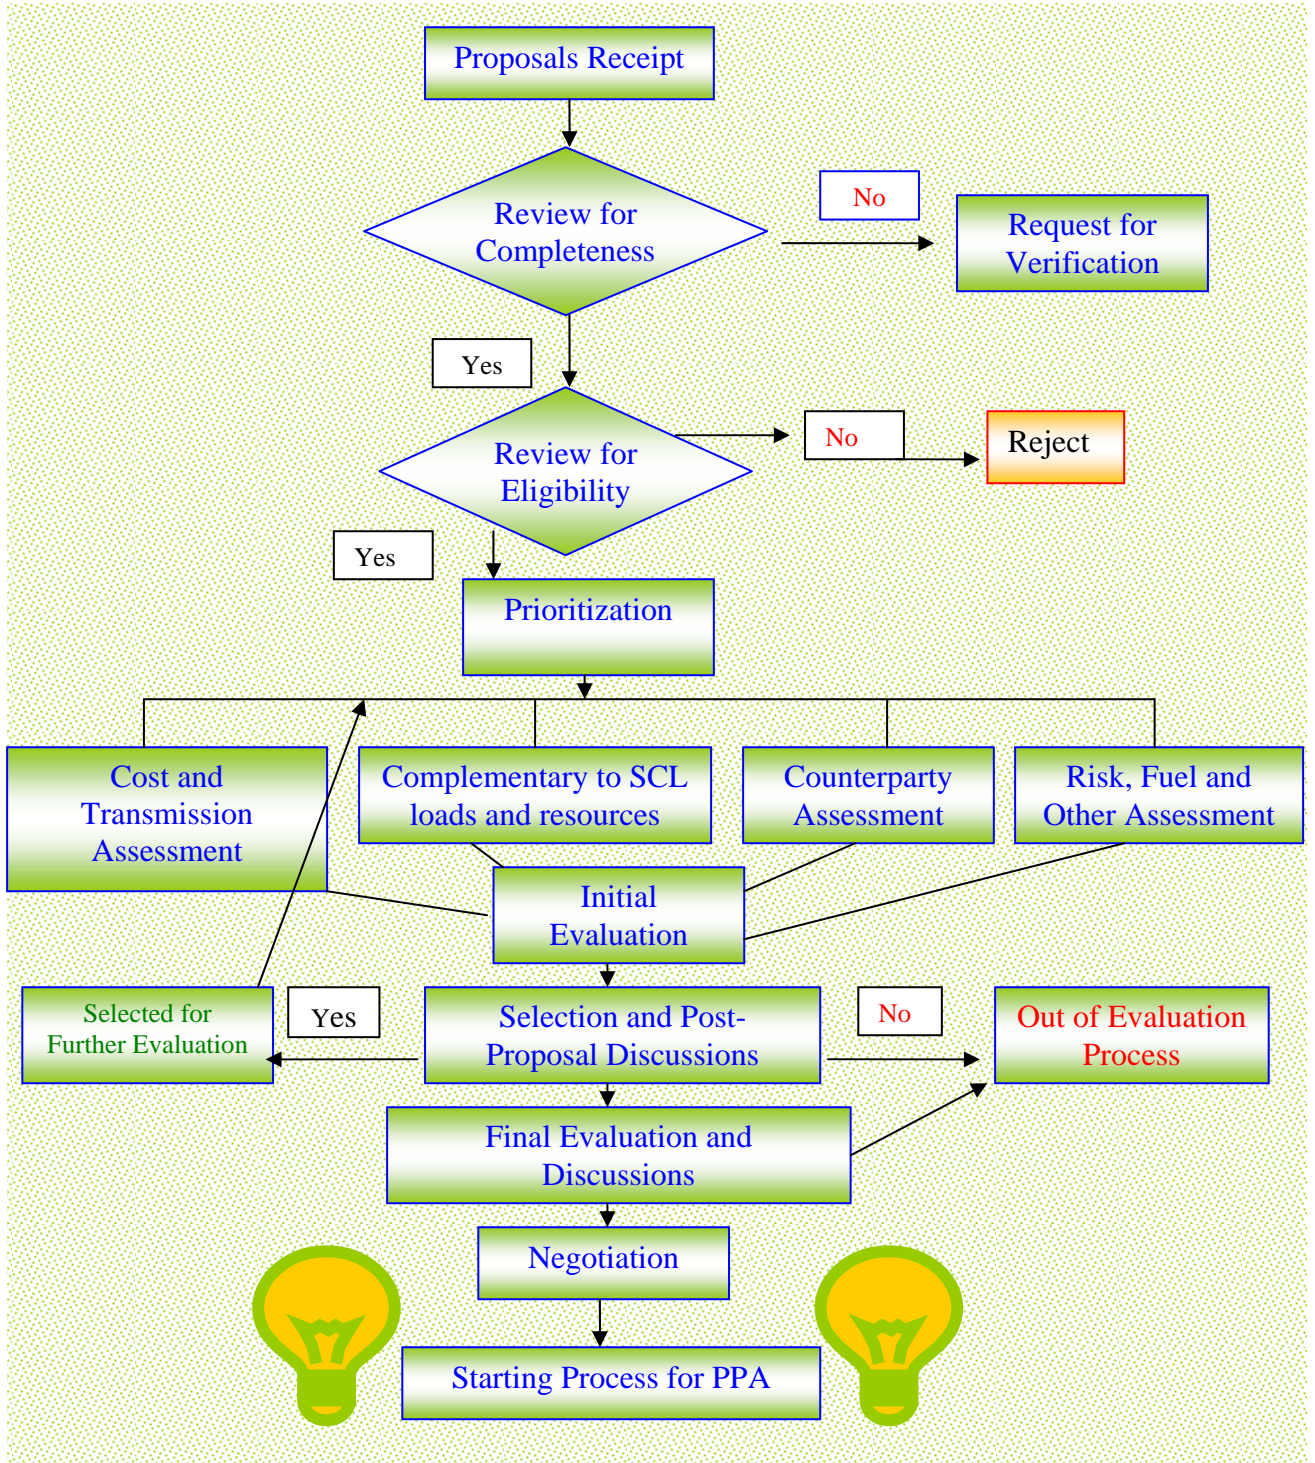 Proposals Receipt
Review for
Completeness
No
Request for
Verification
Yes
Review for
Eligibility
No
Reject
Yes
Prioritization
Cost and
Transmission
Assessment
Complementary to SCL
loads and resources
Counterparty
Assessment
Risk, Fuel and
Other Assessment
Initial
Evaluation
Selected for
Further Evaluation
Yes
Selection and Post-
Proposal Discussions
No
Out of Evaluation
Process
Final Evaluation and
Discussions
Negotiation
Starting Process for PPA